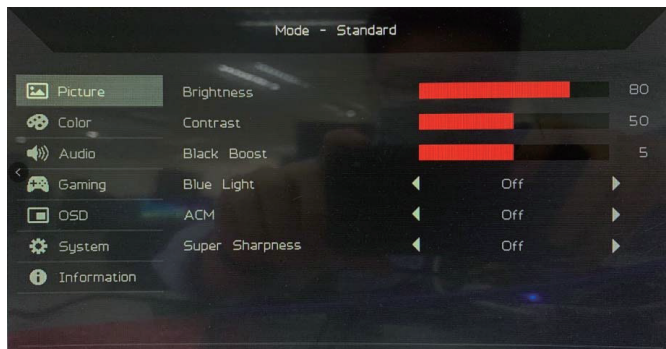 Mode - Standard
Picture
Brightness 80
Color
Contrast 50
Audio
Black Boost 5
Gaming
Blue Light Off
OSD
ACM Off
System
Super Sharpness Off
Information